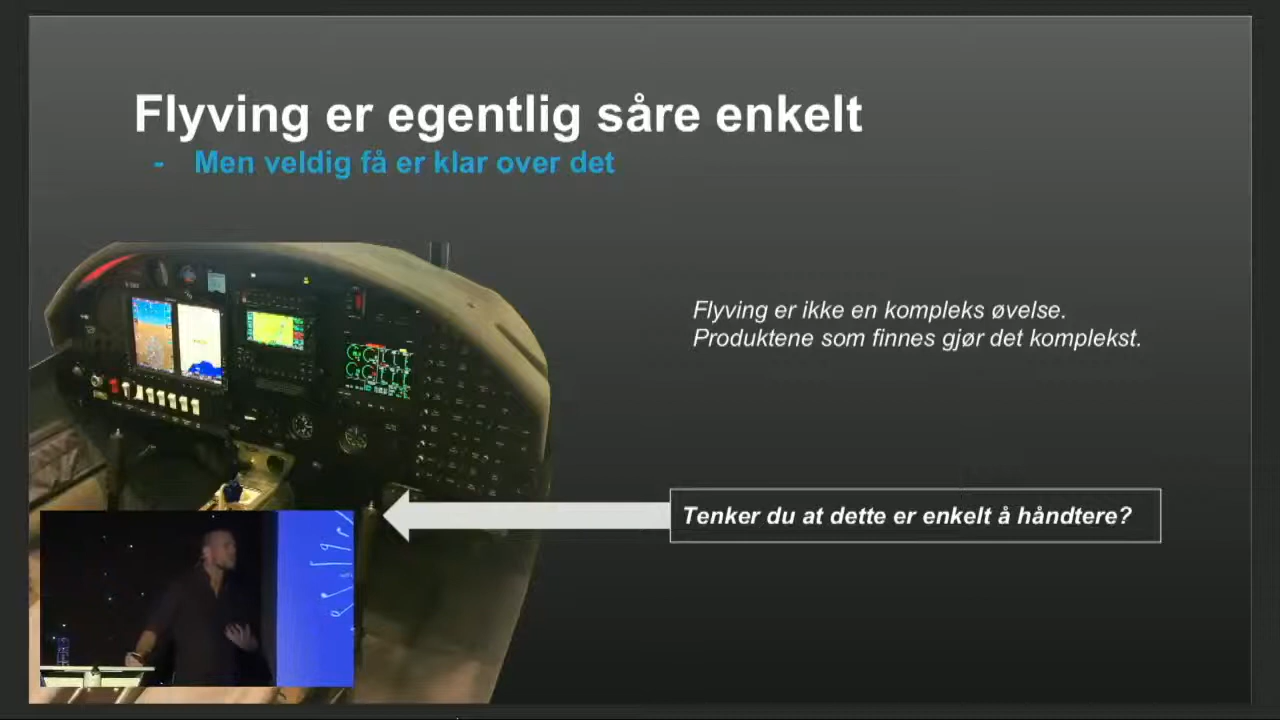 Flyving er egentlig såre enkelt
- Men veldig få er klar over det
Flyving er ikke en kompleks øvelse.
Produktene som finnes gjør det komplekst.
Tenker du at dette er enkelt å håndtere?